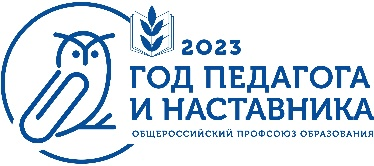 2023
ГОД ПЕДАГОГА
И НАСТАВНИКА
ОБЩЕРОССИЙСКИЙ ПРОФСОЮЗ ОБРАЗОВАНИЯ